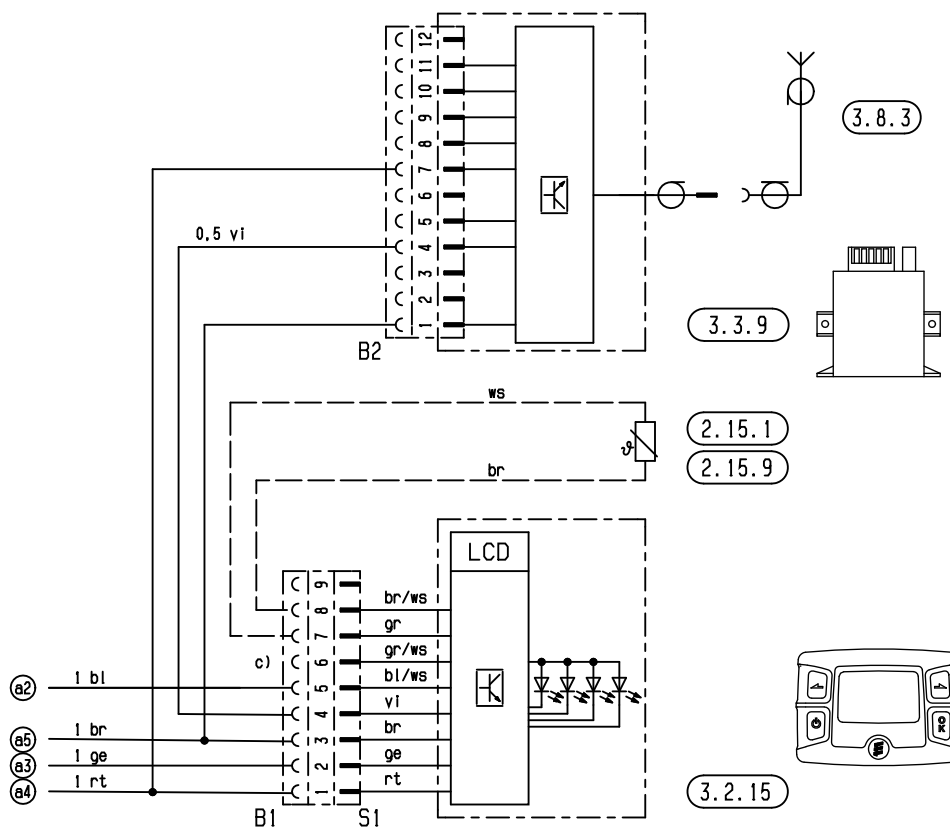 12
11
10
9
8
7
6
5
4
3
2
1
B2
0,5 vi
3.8.3
3.3.9
ws
ϑ
2.15.1
2.15.9
br
LCD
9
8
7
6
5
4
3
2
1
c)
br/ws
gr
gr/ws
bl/ws
vi
br
ge
rt
a2 1 bl
a5 1 br
a3 1 ge
a4 1 rt
B1
S1
OK
3.2.15